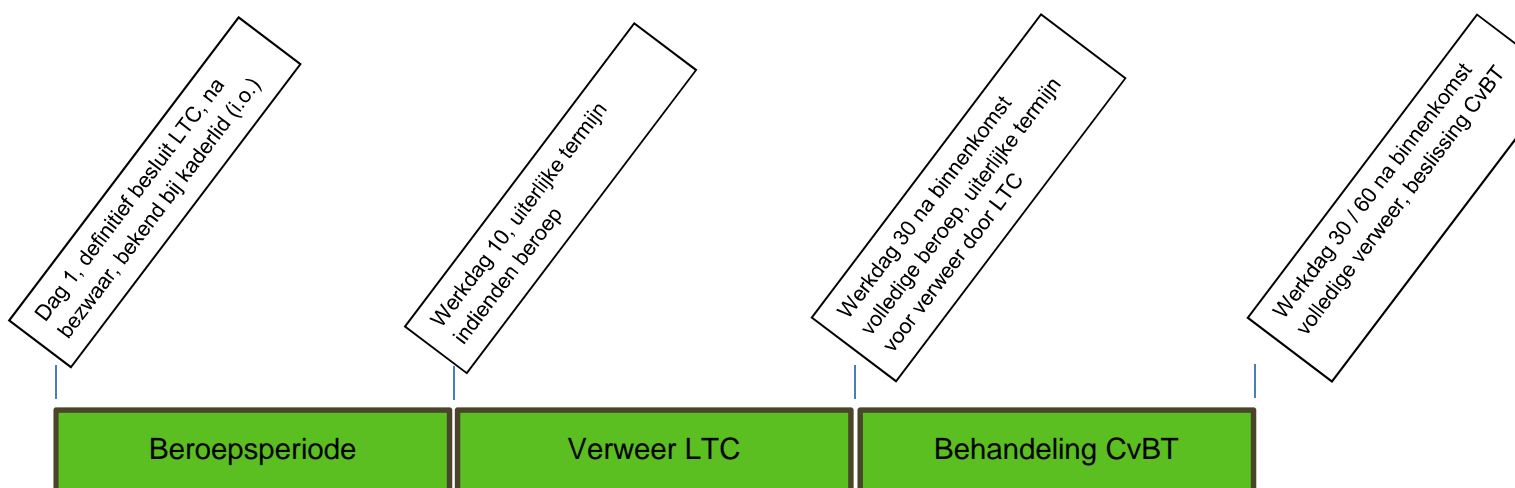 Dag 1, definitief besluit LTC, na
bezwaar, bekend bij kaderlid (i.o.)
Werkdag 10, uiterlijke termijn
indienden beroep
Werkdag 30 na binnenkomst
volledige beroep, uiterlijke termijn
voor verweer door LTC
Werkdag 30 / 60 na binnenkomst
volledige verweer, beslissing CvBT
Beroepsperiode
Verweer LTC
Behandeling CvBT